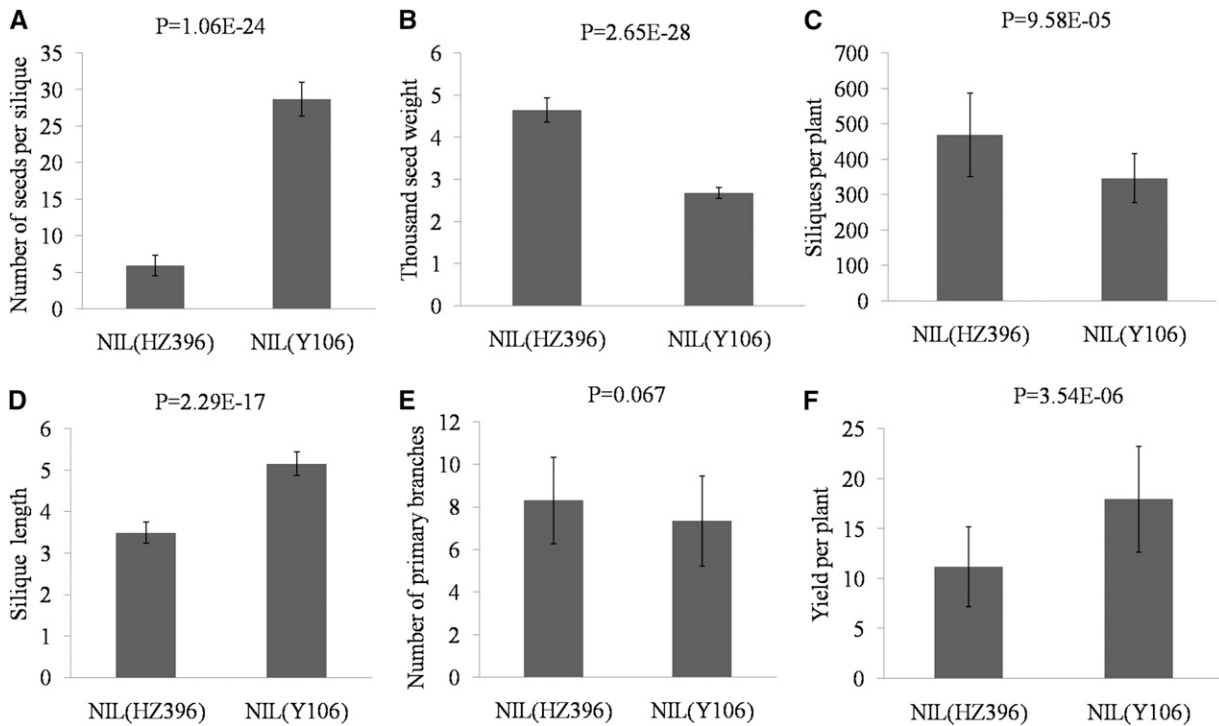 A
P=1.06E-24
Number of seeds per silique
35
30
25
20
15
10
5
0
NIL(HZ396)
NIL(Y106)
B
P=2.65E-28
Thousand seed weight
6
5
4
3
2
1
0
NIL(HZ396)
NIL(Y106)
C
P=9.58E-05
Siliques per plant
700
600
500
400
300
200
100
0
NIL(HZ396)
NIL(Y106)
D
P=2.29E-17
Silique length
6
5
4
3
2
1
0
NIL(HZ396)
NIL(Y106)
E
P=0.067
Number of primary branches
12
10
8
6
4
2
0
NIL(HZ396)
NIL(Y106)
F
P=3.54E-06
Yield per plant
25
20
15
10
5
0
NIL(HZ396)
NIL(Y106)